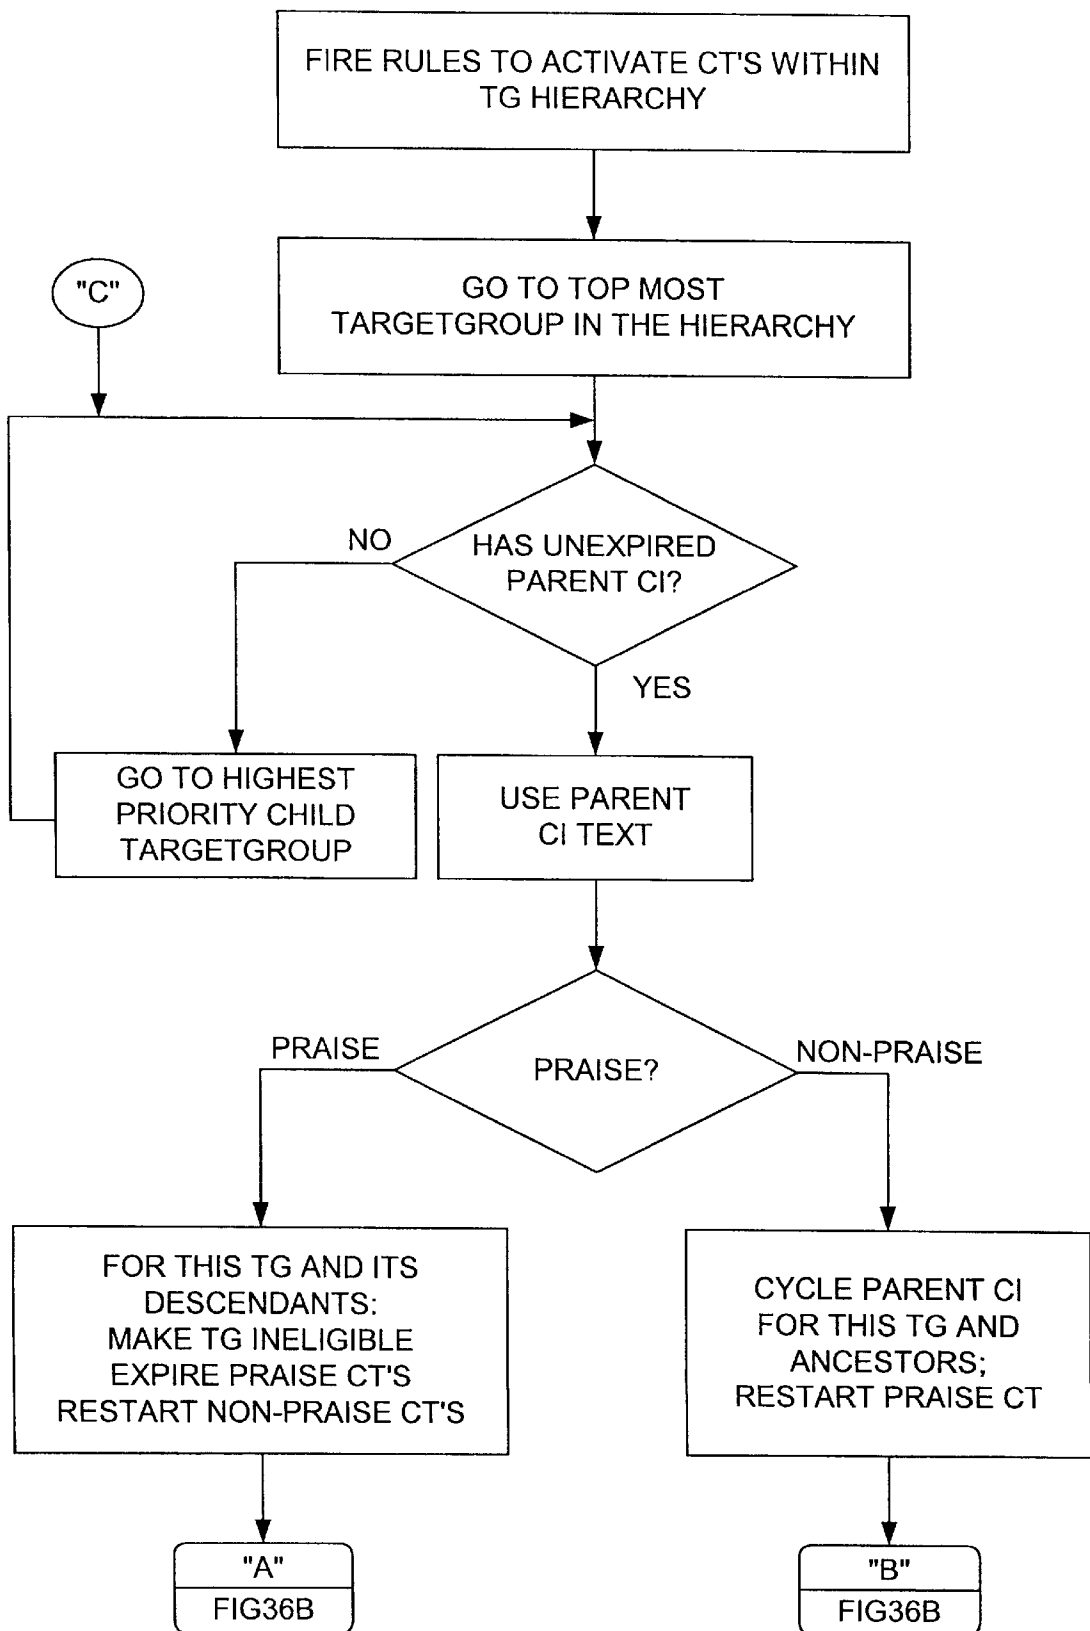 FIRE RULES TO ACTIVATE CT'S WITHIN
TG HIERARCHY
"C"
GO TO TOP MOST
TARGETGROUP IN THE HIERARCHY
NO
HAS UNEXPIRED
PARENT CI?
YES
GO TO HIGHEST
PRIORITY CHILD
TARGETGROUP
USE PARENT
CI TEXT
PRAISE
PRAISE?
NON-PRAISE
FOR THIS TG AND ITS
DESCENDANTS:
MAKE TG INELIGIBLE
EXPIRE PRAISE CT'S
RESTART NON-PRAISE CT'S
CYCLE PARENT CI
FOR THIS TG AND
ANCESTORS;
RESTART PRAISE CT
"A"
FIG36B
"B"
FIG36B